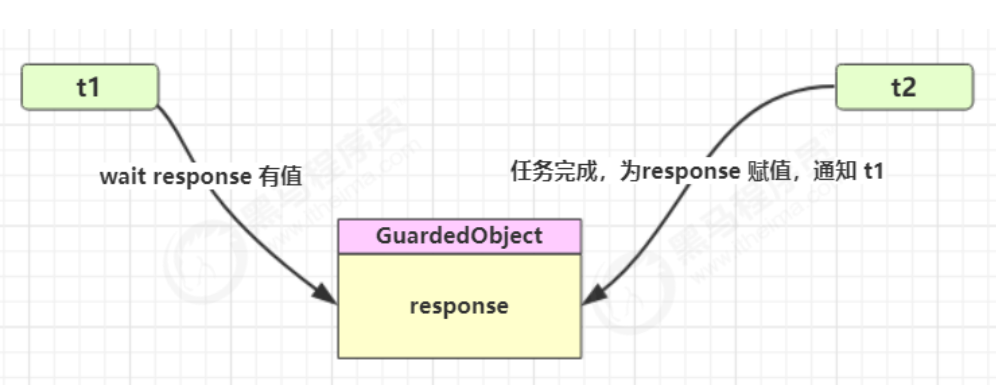 t1
t2
wait response 有值
任务完成，为response 赋值，通知 t1
GuardedObject
response
黑马程序员
www.itheima.com
黑马程序员
www.itheima.com